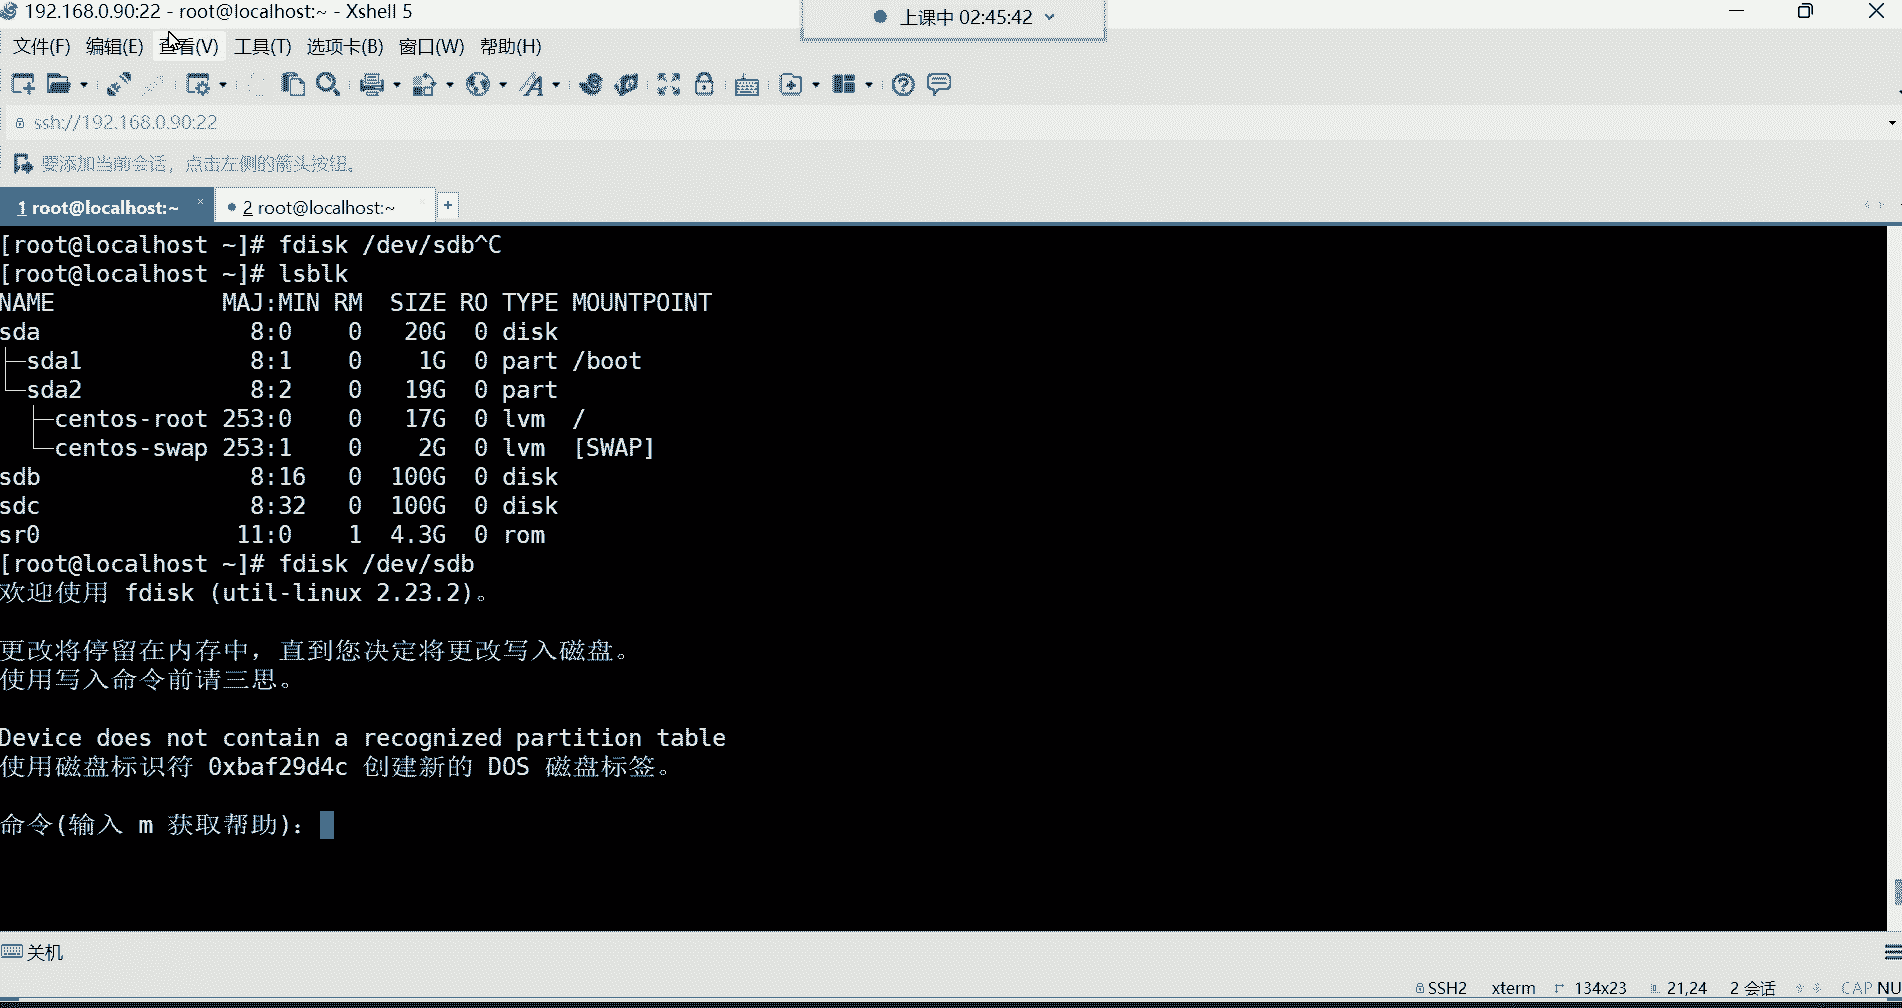 192.168.0.90:22 - root@localhost:~ - Xshell 5
上课中 02:45:42
文件(F) 编辑(E) 查看(V) 工具(T) 选项卡(B) 窗口(W) 帮助(H)
ssh://192.168.0.90:22
要添加当前会话，点击左侧的箭头按钮。
1 root@localhost:~ × 2 root@localhost:~ +
[root@localhost ~]# fdisk /dev/sdb^C
[root@localhost ~]# lsblk
NAME            MAJ:MIN RM  SIZE RO TYPE MOUNTPOINT
sda               8:0    0   20G  0 disk
├─sda1            8:1    0    1G  0 part /boot
└─sda2            8:2    0   19G  0 part
  ├─centos-root 253:0    0   17G  0 lvm  /
  └─centos-swap 253:1    0    2G  0 lvm  [SWAP]
sdb               8:16   0  100G  0 disk
sdc               8:32   0  100G  0 disk
sr0              11:0    1  4.3G  0 rom
[root@localhost ~]# fdisk /dev/sdb
欢迎使用 fdisk (util-linux 2.23.2)。
更改将停留在内存中，直到您决定将更改写入磁盘。
使用写入命令前请三思。
Device does not contain a recognized partition table
使用磁盘标识符 0xbaf29d4c 创建新的 DOS 磁盘标签。
命令(输入 m 获取帮助)：
关机
SSH2 xterm 134x23 21,24 2 会话 CAP NU